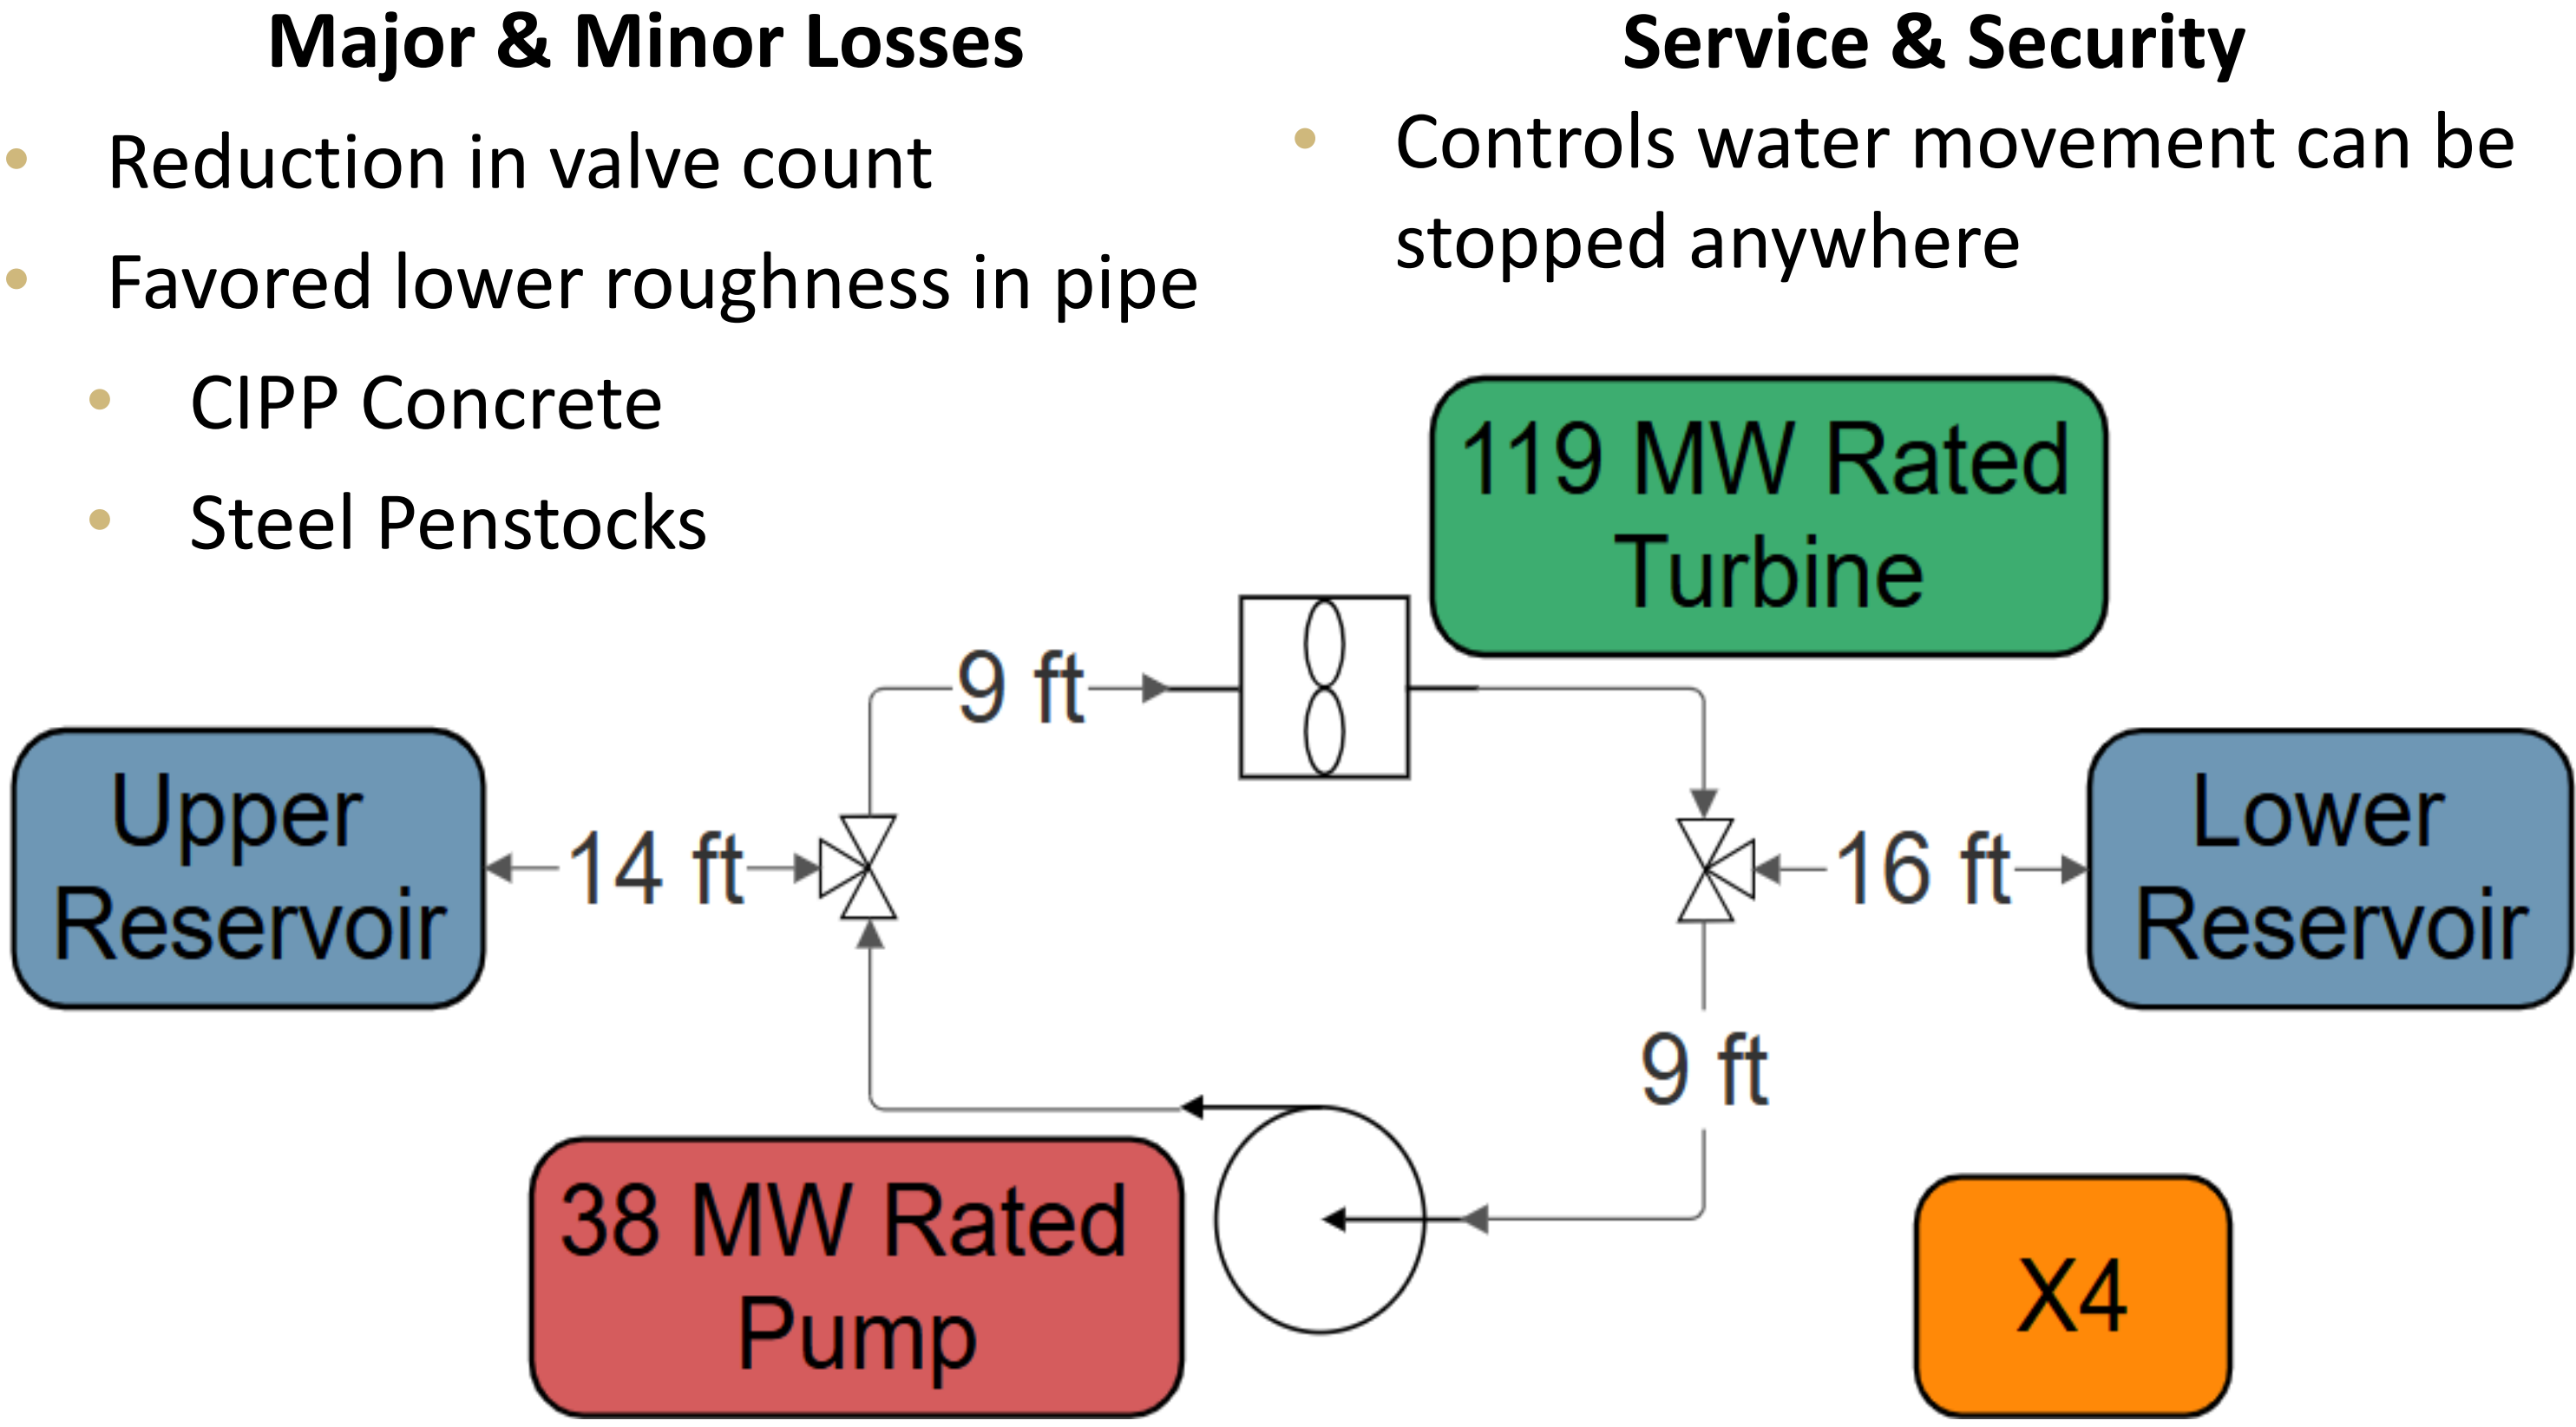 Major & Minor Losses
• Reduction in valve count
• Favored lower roughness in pipe
• CIPP Concrete
• Steel Penstocks
Service & Security
• Controls water movement can be
stopped anywhere
119 MW Rated
Turbine
9 ft
Upper
Reservoir
14 ft
16 ft
Lower
Reservoir
9 ft
38 MW Rated
Pump
X4